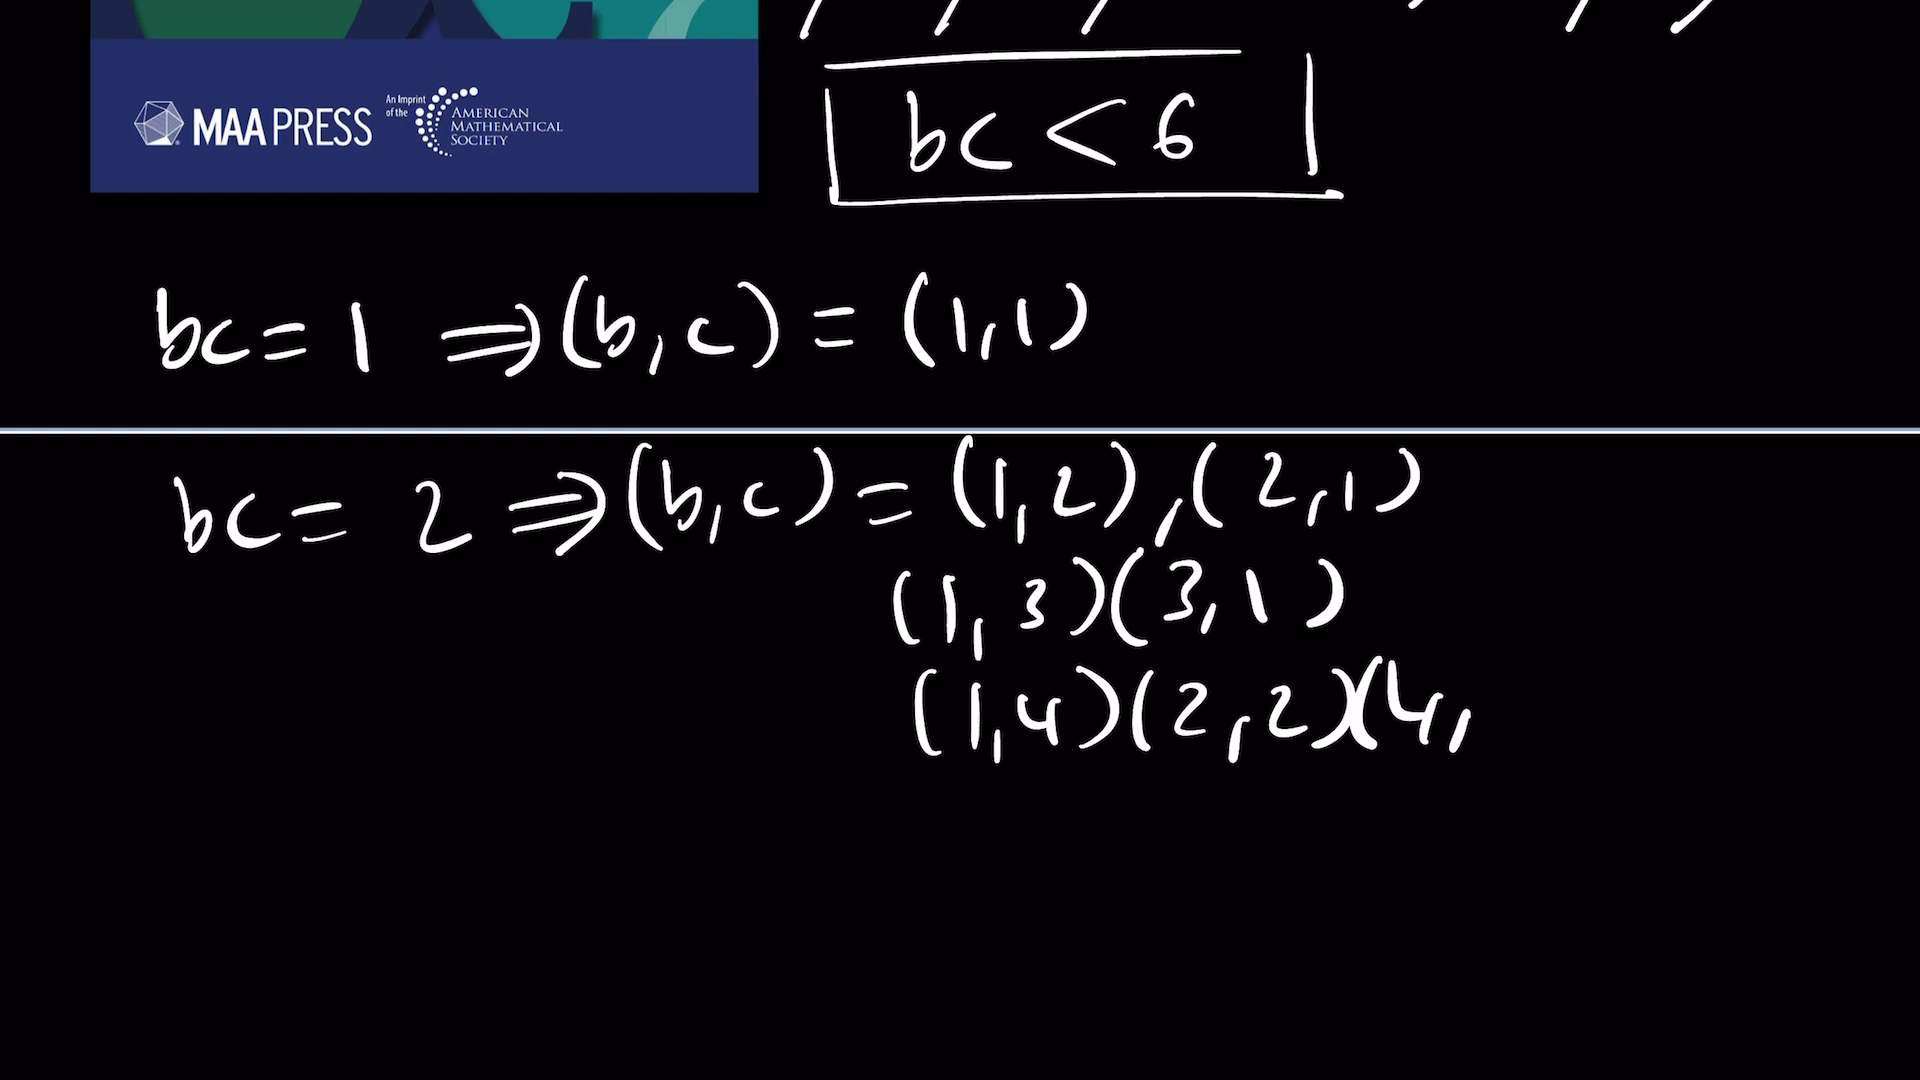 MAA PRESS
An Imprint
of the
AMERICAN
MATHEMATICAL
SOCIETY
bc < 6
bc = 1 ⇒ (b, c) = (1, 1)
bc = 2 ⇒ (b, c) = (1, 2), (2, 1)
(1, 3)(3, 1)
(1, 4)(2, 2)(4,